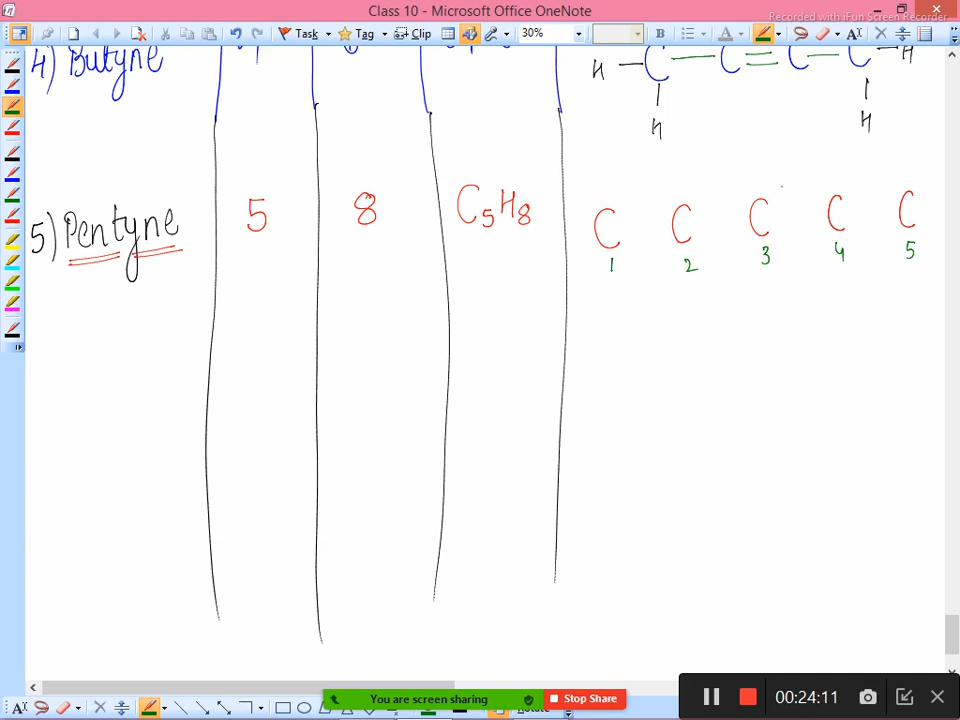 Class 10 - Microsoft Office OneNote
Recorded with iFun Screen Recorder
Task Tag Clip 30% B
4) Butyne
H – C – C ≡ C – C – H
H H
5) Pentyne 5 8 C5H8 C C C C C
1 2 3 4 5
You are screen sharing Stop Share
00:24:11